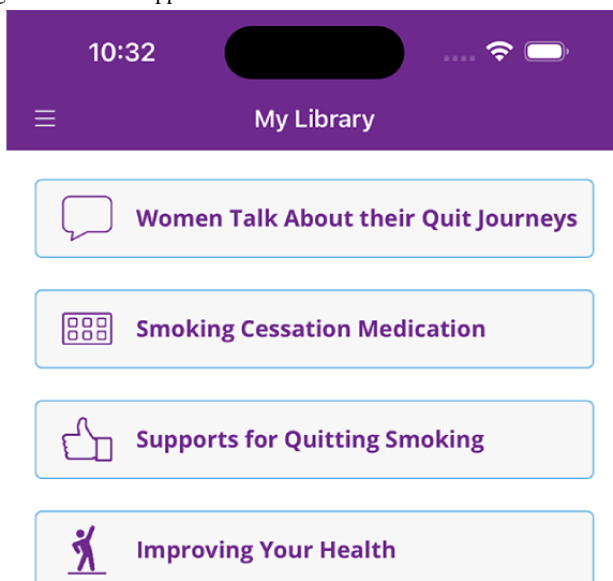 10:32
My Library
Women Talk About their Quit Journeys
Smoking Cessation Medication
Supports for Quitting Smoking
Improving Your Health